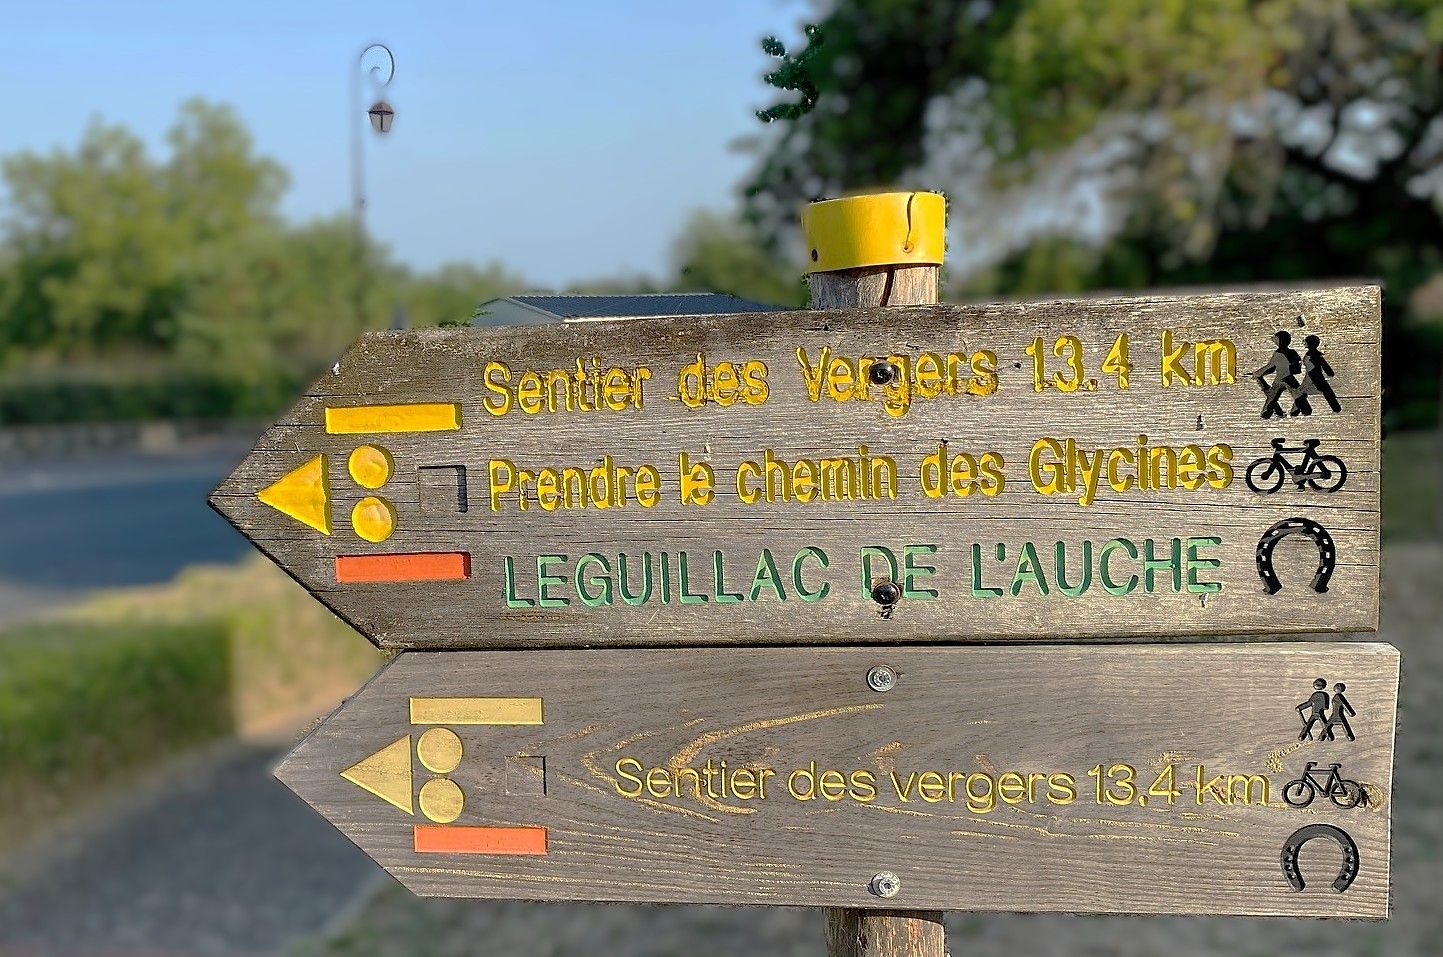 Sentier des Vergers 13.4 km
Prendre le chemin des Glycines
LEGUILLAC DE L'AUCHE
Sentier des vergers 13.4 km